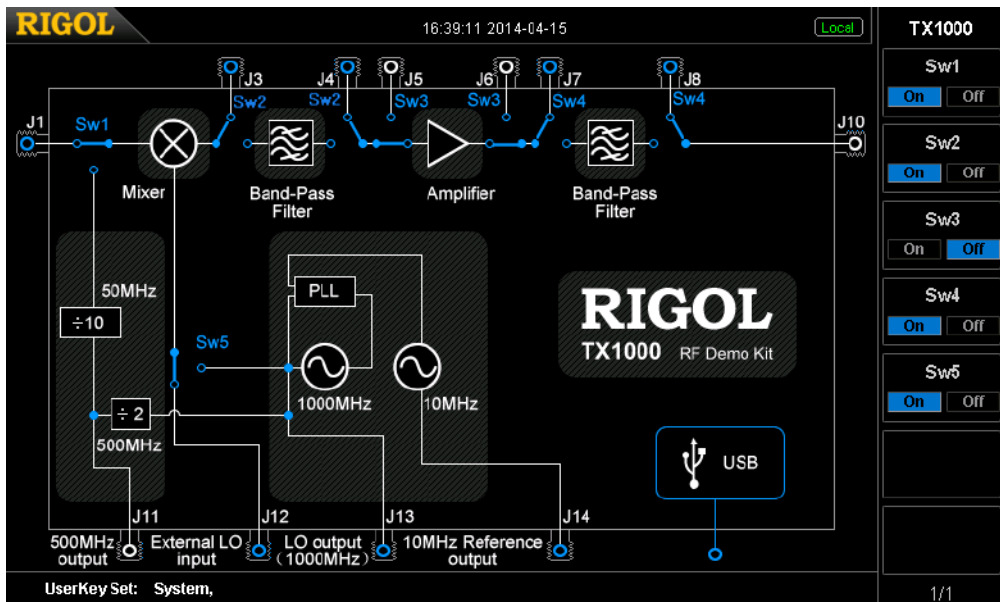 RIGOL
16:39:11 2014-04-15
Local
TX1000
J3
J4
J5
J6
J7
J8
J1
Sw1
Sw2
Sw2
Sw3
Sw3
Sw4
Sw4
J10
Mixer
Band-Pass
Filter
Amplifier
Band-Pass
Filter
50MHz
÷10
PLL
Sw5
1000MHz
10MHz
÷ 2
500MHz
RIGOL
TX1000 RF Demo Kit
USB
J11
J12
J13
J14
500MHz
output
External LO
input
LO output
(1000MHz)
10MHz Reference
output
Sw1
On Off
Sw2
On Off
Sw3
On Off
Sw4
On Off
Sw5
On Off
UserKey Set: System,
1/1